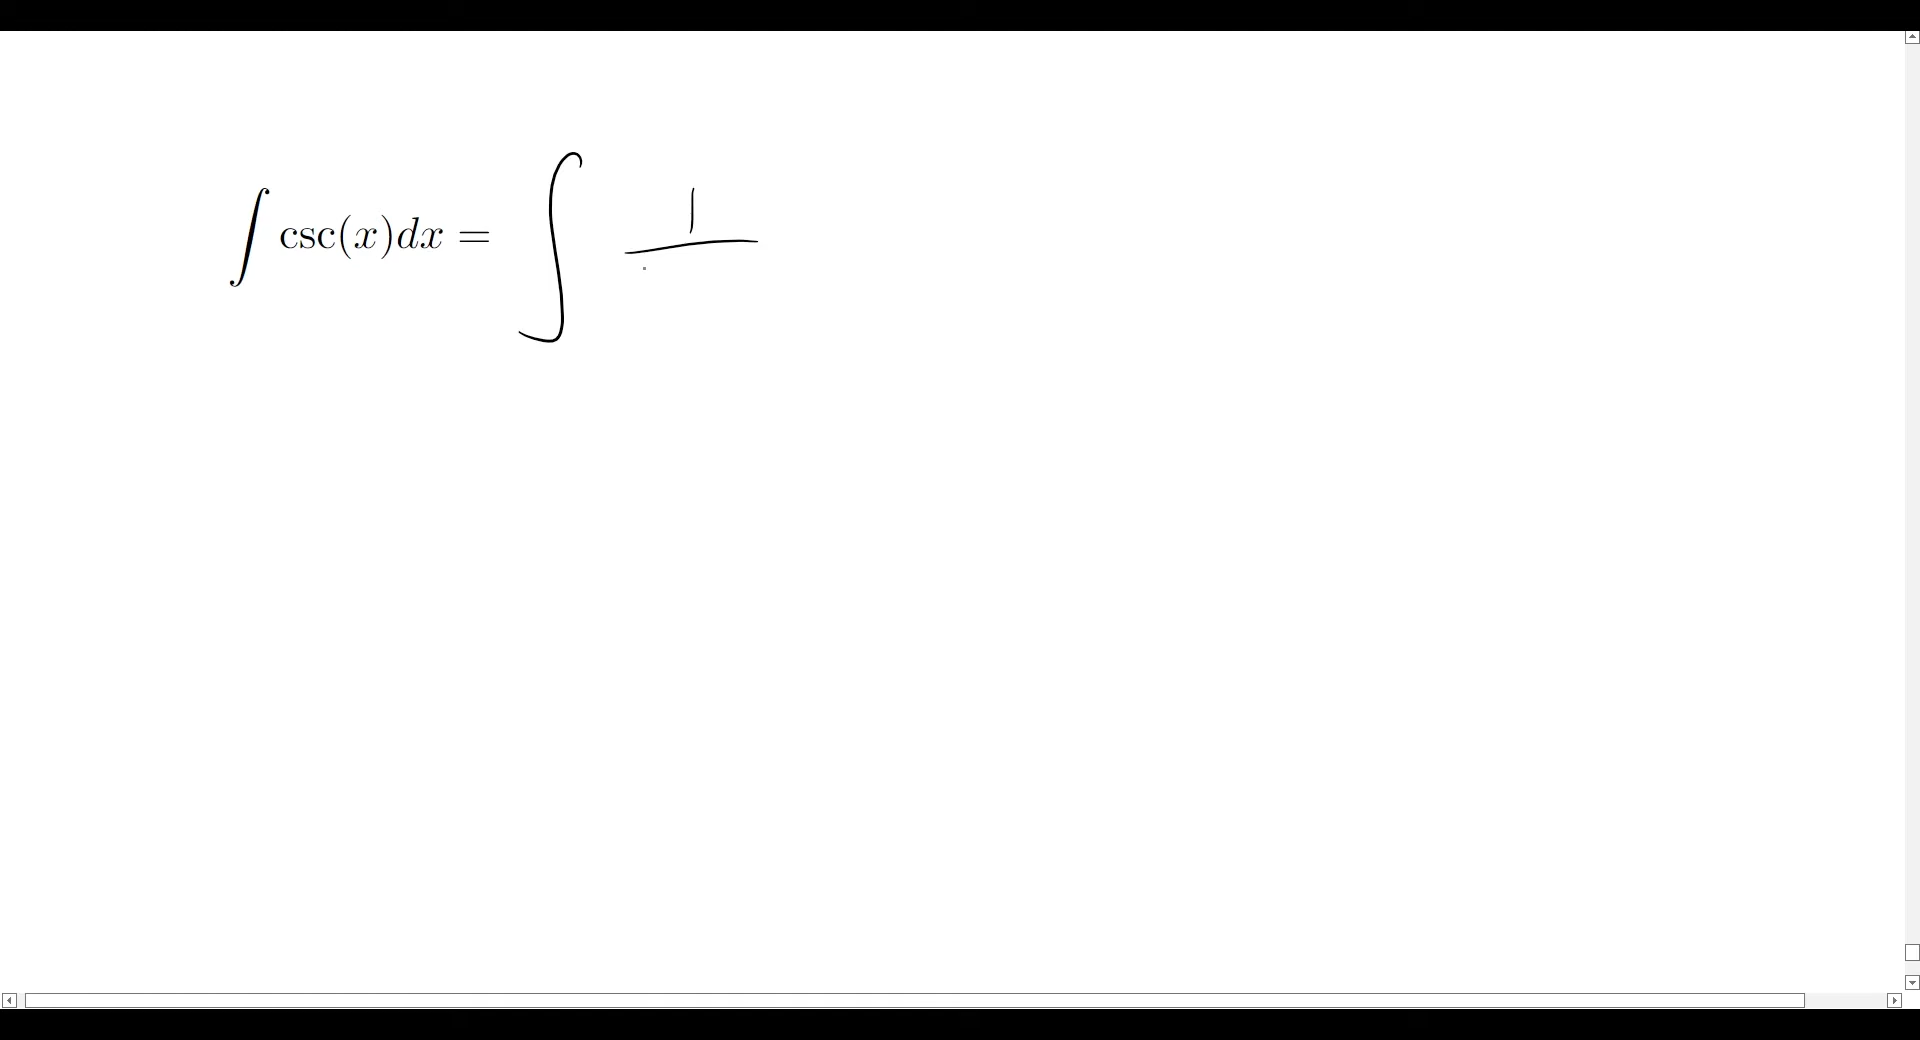 ∫ csc(x)dx = ∫ 1/